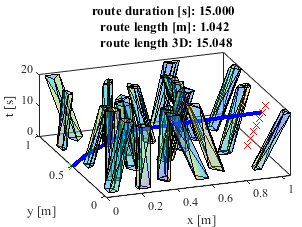 route duration [s]: 15.000
route length [m]: 1.042
route length 3D: 15.048
20
10
0
t [s]
1
0.5
0
y [m]
0
0.2
0.4
0.6
0.8
1
x [m]